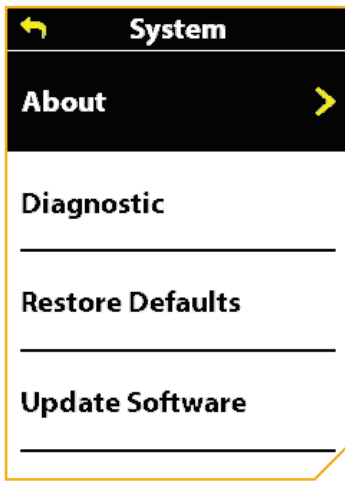 System
About
Diagnostic
Restore Defaults
Update Software